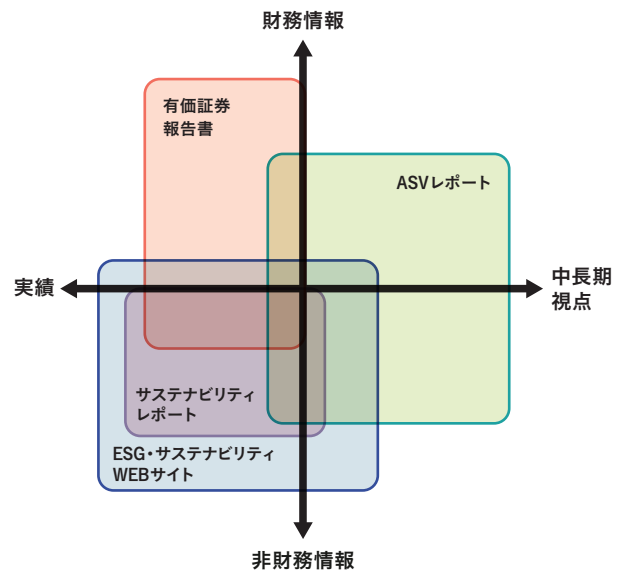 財務情報
有価証券
報告書
ASVレポート
実績
中長期
視点
サステナビリティ
レポート
ESG・サステナビリティ
WEBサイト
非財務情報